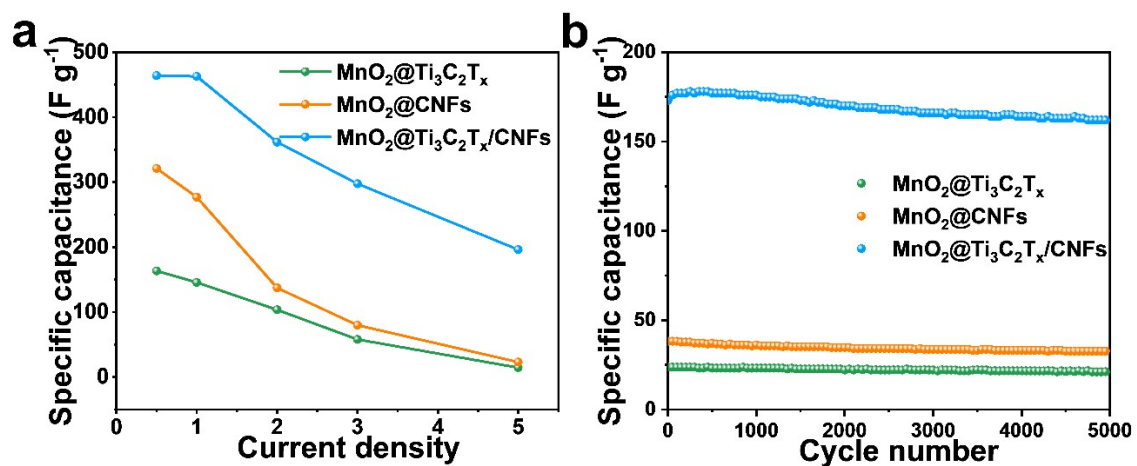 a
Specific capacitance (F g⁻¹)
500
400
300
200
100
0
0
1
2
3
4
5
Current density
MnO₂@Ti₃C₂Tₓ
MnO₂@CNFs
MnO₂@Ti₃C₂Tₓ/CNFs
b
Specific capacitance (F g⁻¹)
200
150
100
50
0
0
1000
2000
3000
4000
5000
Cycle number
MnO₂@Ti₃C₂Tₓ
MnO₂@CNFs
MnO₂@Ti₃C₂Tₓ/CNFs